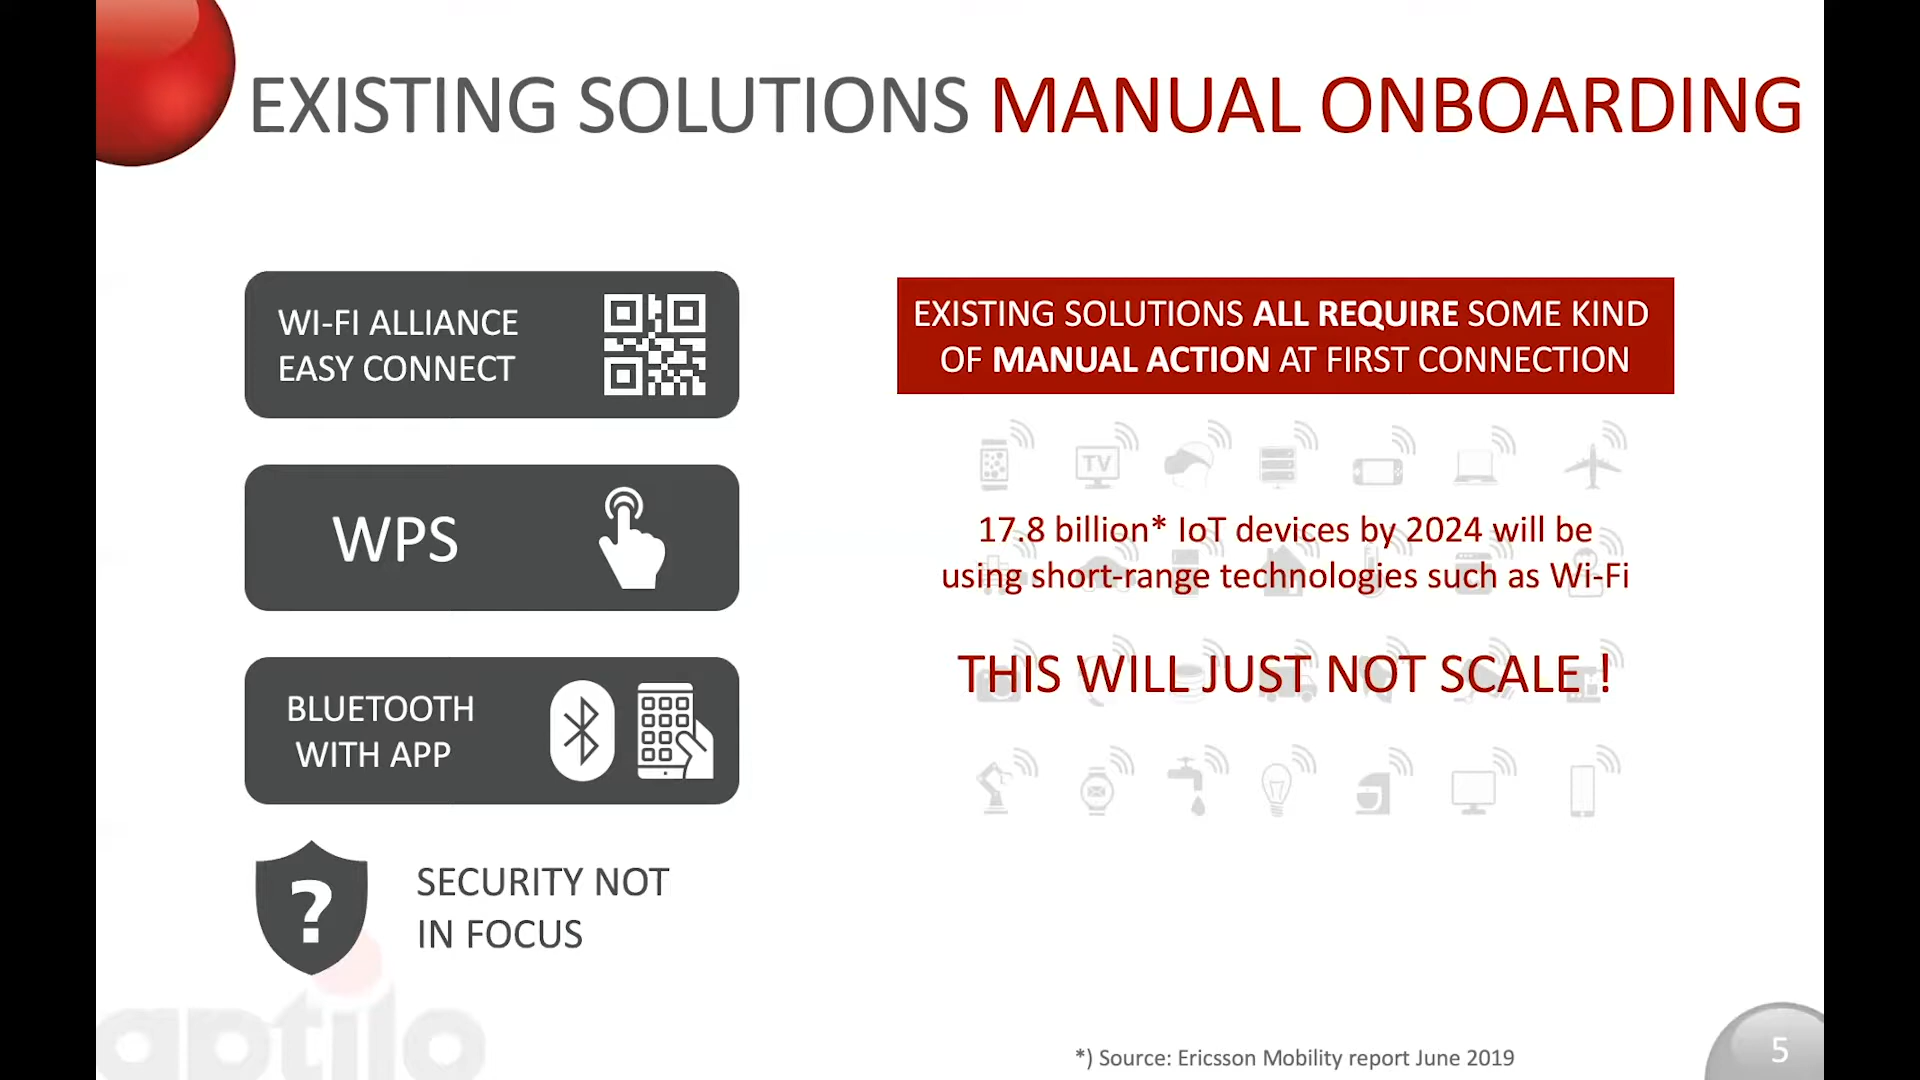 EXISTING SOLUTIONS MANUAL ONBOARDING
WI-FI ALLIANCE
EASY CONNECT
WPS
BLUETOOTH
WITH APP
?
SECURITY NOT
IN FOCUS
EXISTING SOLUTIONS ALL REQUIRE SOME KIND
OF MANUAL ACTION AT FIRST CONNECTION
TV
17.8 billion* IoT devices by 2024 will be
using short-range technologies such as Wi-Fi
THIS WILL JUST NOT SCALE !
aptilo
*) Source: Ericsson Mobility report June 2019
5